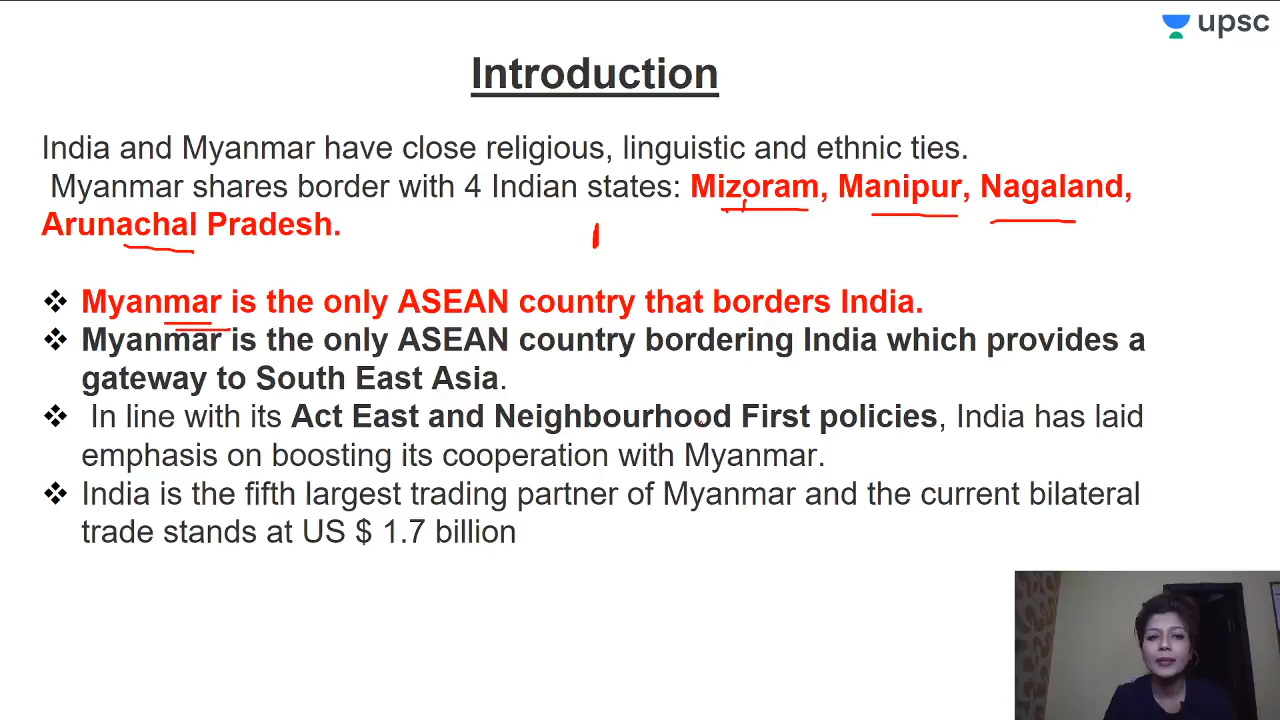 upsc
Introduction
India and Myanmar have close religious, linguistic and ethnic ties.
Myanmar shares border with 4 Indian states: Mizoram, Manipur, Nagaland,
Arunachal Pradesh.
❖ Myanmar is the only ASEAN country that borders India.
❖ Myanmar is the only ASEAN country bordering India which provides a
gateway to South East Asia.
❖ In line with its Act East and Neighbourhood First policies, India has laid
emphasis on boosting its cooperation with Myanmar.
❖ India is the fifth largest trading partner of Myanmar and the current bilateral
trade stands at US $ 1.7 billion